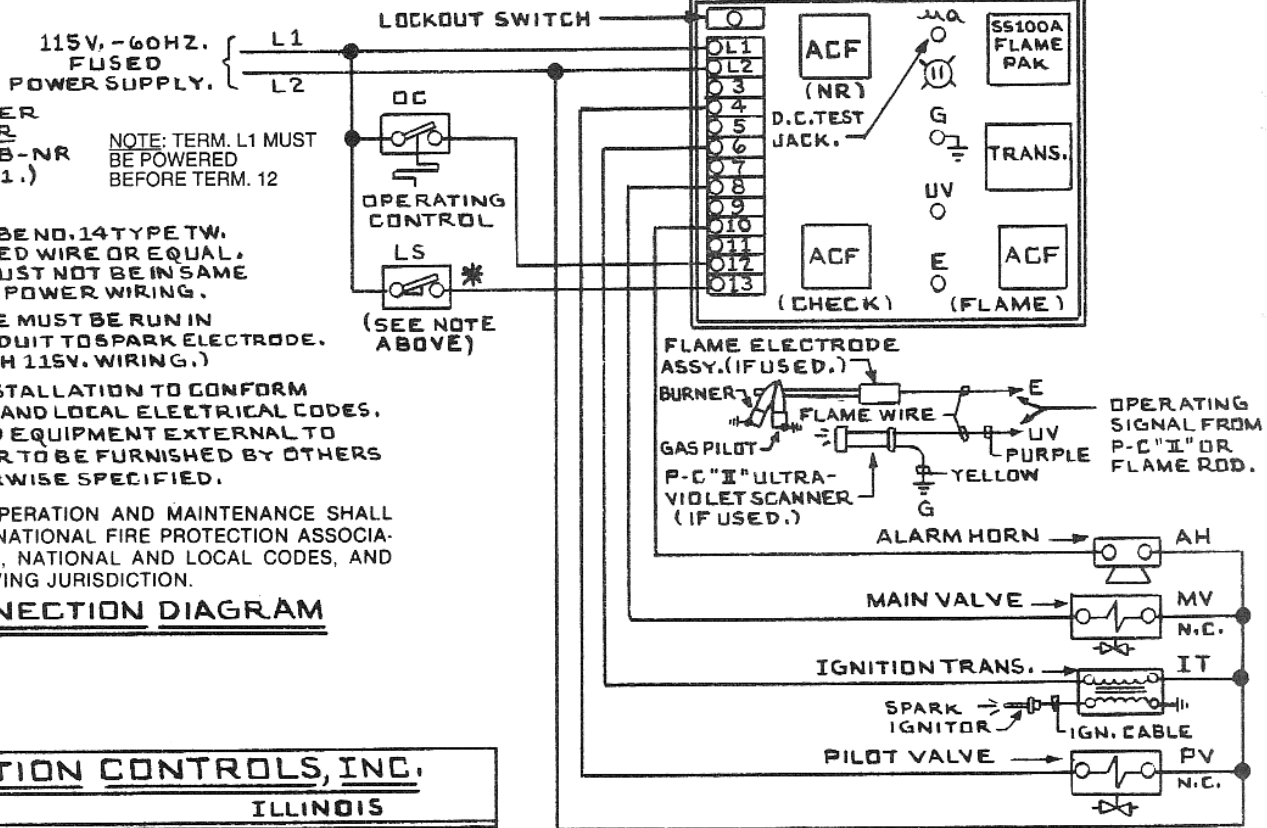 LOCKOUT SWITCH
115V,-60HZ.
FUSED
POWER SUPPLY.
L1
L2
ER
R
B-NR
1.)
NOTE: TERM. L1 MUST
BE POWERED
BEFORE TERM. 12
OC
OPERATING
CONTROL
LS
*
(SEE NOTE
ABOVE)
BE NO. 14 TYPE TW.
ED WIRE OR EQUAL.
UST NOT BE IN SAME
POWER WIRING.
E MUST BE RUN IN
DUIT TO SPARK ELECTRODE.
H 115V. WIRING.)
STALLATION TO CONFORM
AND LOCAL ELECTRICAL CODES.
D EQUIPMENT EXTERNAL TO
R TO BE FURNISHED BY OTHERS
RWISE SPECIFIED.
PERATION AND MAINTENANCE SHALL
NATIONAL FIRE PROTECTION ASSOCIA-
, NATIONAL AND LOCAL CODES, AND
VING JURISDICTION.
NECTION DIAGRAM
TION CONTROLS, INC.
ILLINOIS
L1
L2
3
4
5
6
7
8
9
10
11
12
13
ACF
(NR)
D.C. TEST
JACK.
ua
SS100A
FLAME
PAK
G
TRANS.
UV
E
ACF
(CHECK)
ACF
(FLAME)
FLAME ELECTRODE
ASSY. (IF USED.)
BURNER
GAS PILOT
FLAME WIRE
E
UV
PURPLE
YELLOW
G
OPERATING
SIGNAL FROM
P-C "II" OR
FLAME ROD.
P-C "II" ULTRA-
VIOLET SCANNER
(IF USED.)
ALARM HORN
AH
MAIN VALVE
MV
N.C.
IGNITION TRANS.
IT
SPARK
IGNITOR
IGN. CABLE
PILOT VALVE
PV
N.C.